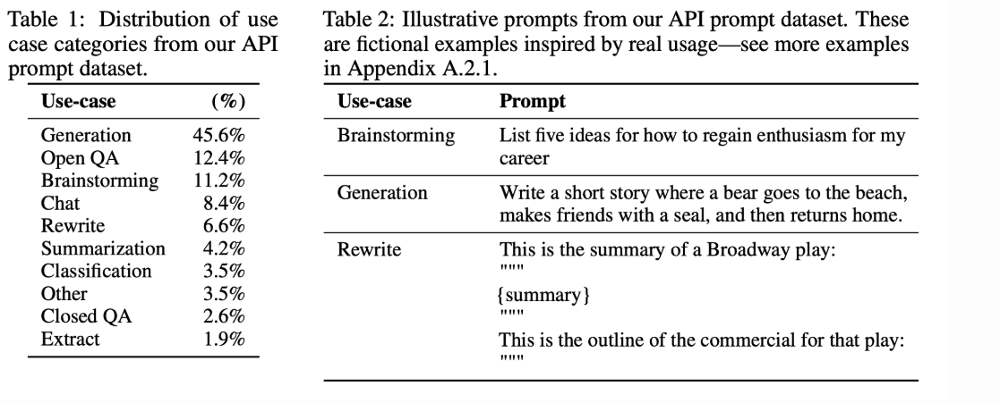 Table 1: Distribution of use
case categories from our API
prompt dataset.
Use-case (%)
Generation 45.6%
Open QA 12.4%
Brainstorming 11.2%
Chat 8.4%
Rewrite 6.6%
Summarization 4.2%
Classification 3.5%
Other 3.5%
Closed QA 2.6%
Extract 1.9%
Table 2: Illustrative prompts from our API prompt dataset. These
are fictional examples inspired by real usage—see more examples
in Appendix A.2.1.
Use-case Prompt
Brainstorming List five ideas for how to regain enthusiasm for my
career
Generation Write a short story where a bear goes to the beach,
makes friends with a seal, and then returns home.
Rewrite This is the summary of a Broadway play:
"""
{summary}
"""
This is the outline of the commercial for that play:
"""